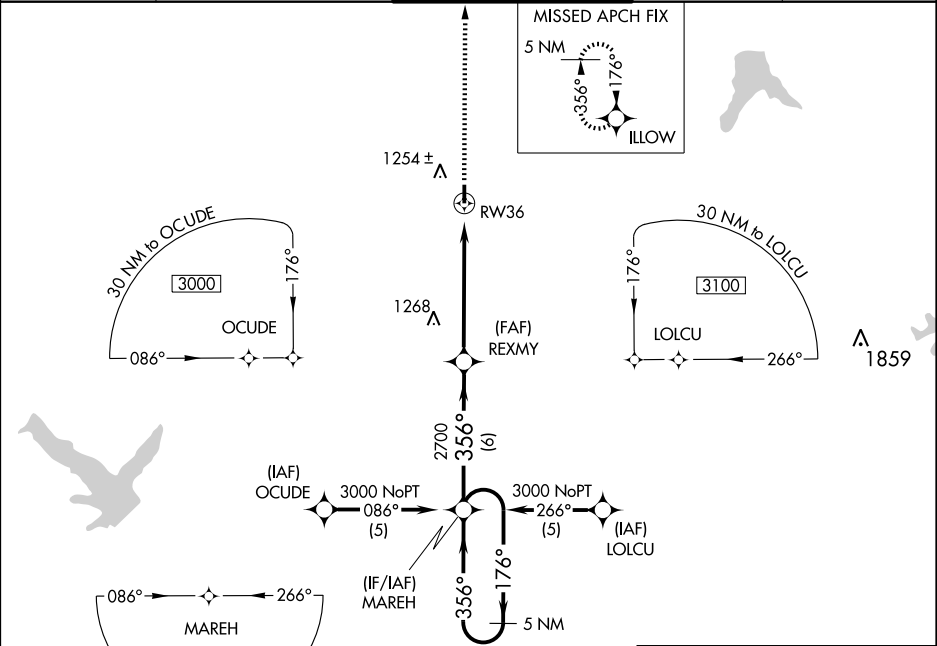 MISSED APCH FIX
5 NM
356°
176°
ILLOW
1254 ±
RW36
30 NM to OCUDE
3000
176°
OCUDE
086°
30 NM to LOLCU
176°
3100
LOLCU
266°
1859
1268
(FAF)
REXMY
2700
356°
(6)
(IAF)
OCUDE
3000 NoPT
086°
(5)
3000 NoPT
266°
(5)
(IAF)
LOLCU
(IF/IAF)
MAREH
356°
176°
5 NM
086°
266°
MAREH